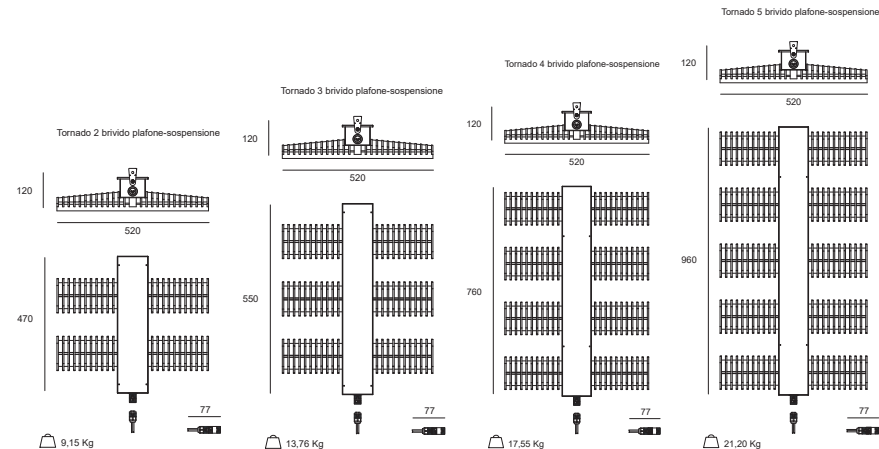 Tornado 2 brivido plafone-sospensione
120
520
470
77
9,15 Kg
Tornado 3 brivido plafone-sospensione
120
520
550
77
13,76 Kg
Tornado 4 brivido plafone-sospensione
120
520
760
77
17,55 Kg
Tornado 5 brivido plafone-sospensione
120
520
960
77
21,20 Kg